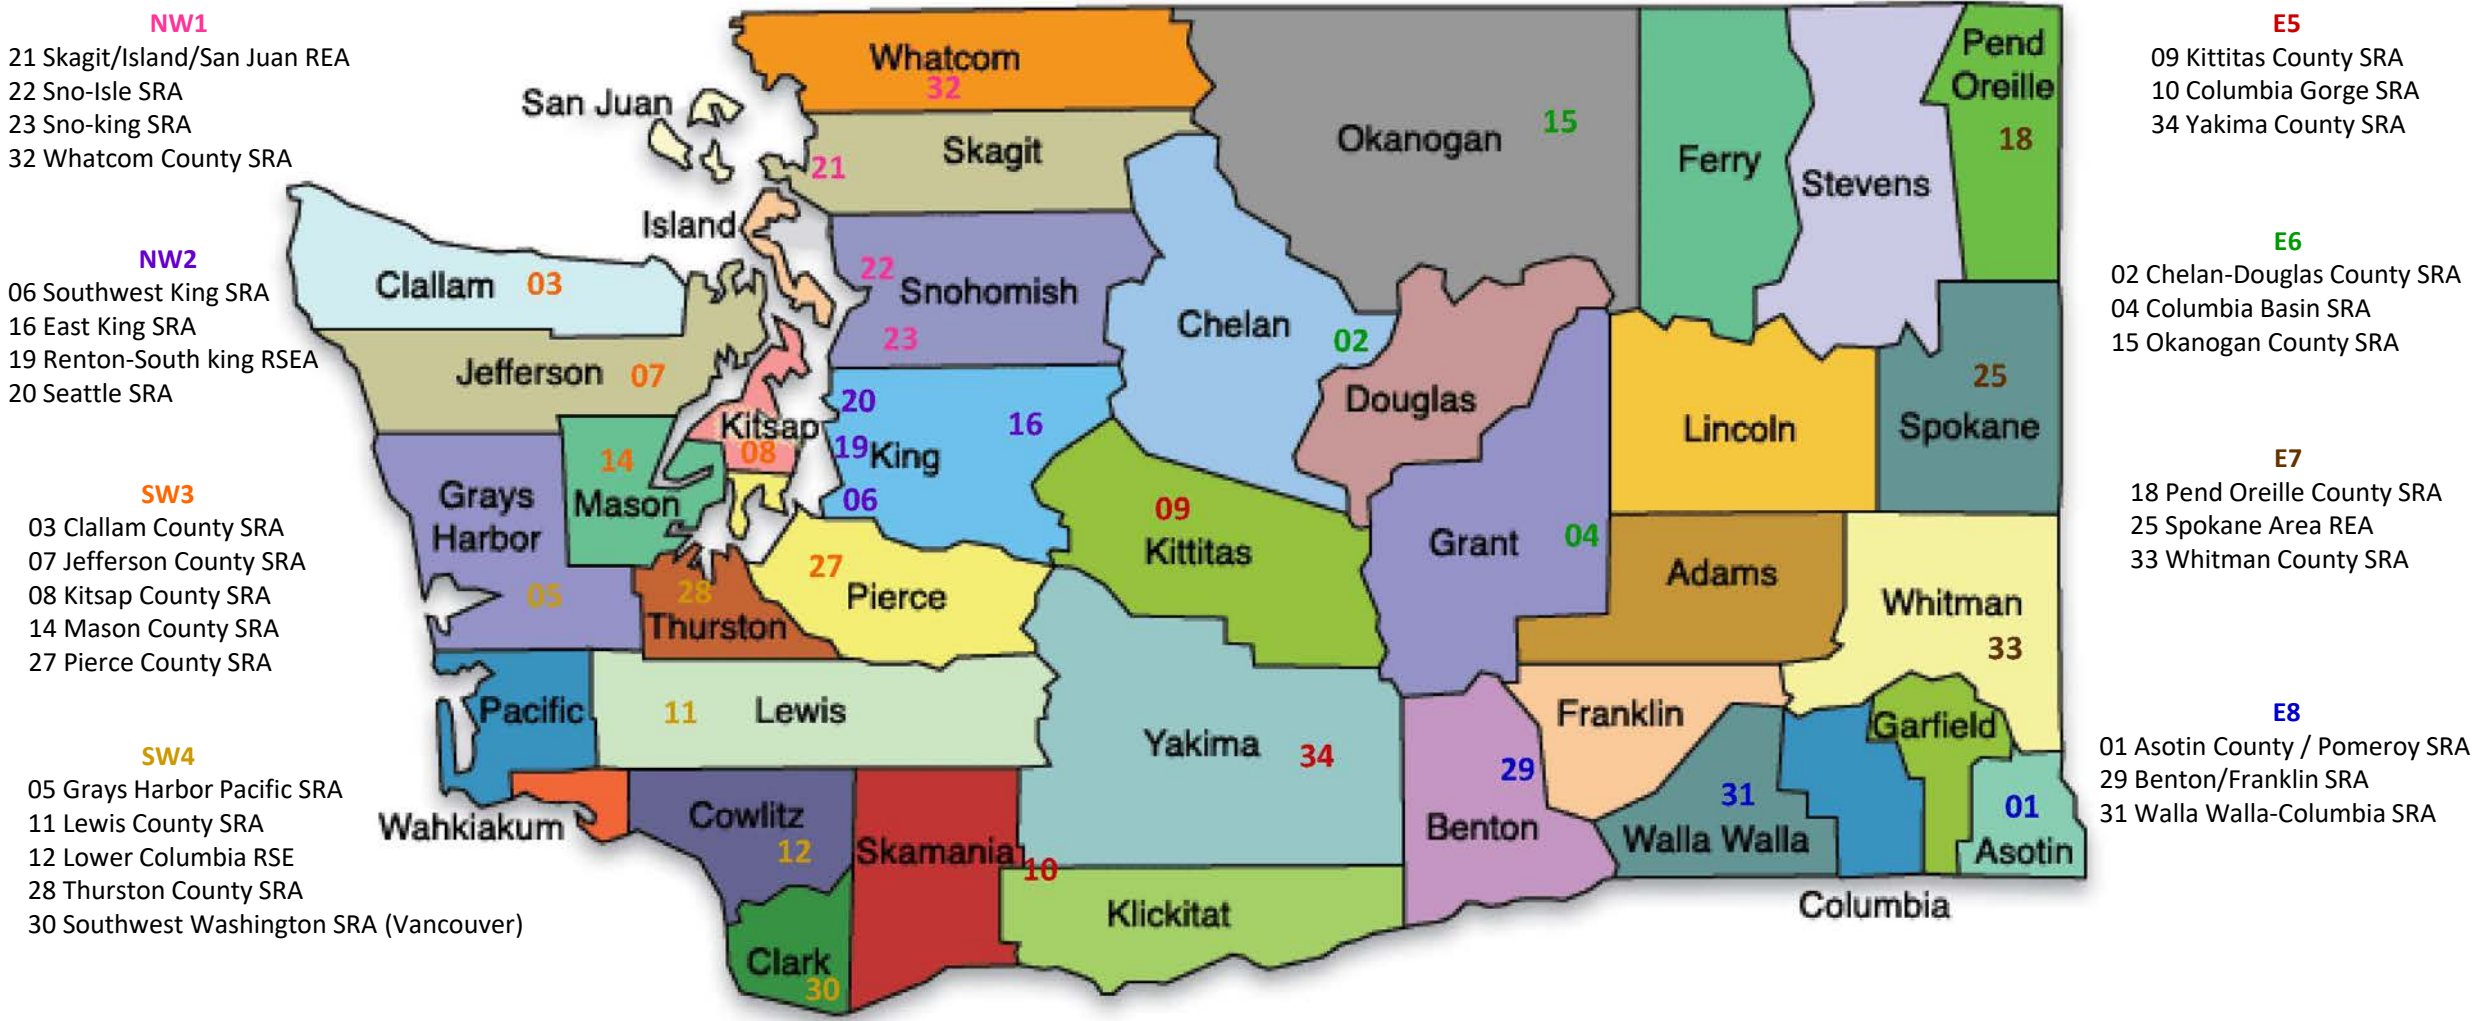 NW1
21 Skagit/Island/San Juan REA
22 Sno-Isle SRA
23 Sno-king SRA
32 Whatcom County SRA
NW2
06 Southwest King SRA
16 East King SRA
19 Renton-South king RSEA
20 Seattle SRA
SW3
03 Clallam County SRA
07 Jefferson County SRA
08 Kitsap County SRA
14 Mason County SRA
27 Pierce County SRA
SW4
05 Grays Harbor Pacific SRA
11 Lewis County SRA
12 Lower Columbia RSE
28 Thurston County SRA
30 Southwest Washington SRA (Vancouver)
Whatcom
32
San Juan
Skagit
21
Island
Clallam 03
22
Snohomish
23
Jefferson 07
Kitsap
08
20
16
19 King
06
14
Mason
Grays
Harbor
05
28
Thurston
27
Pierce
Pacific
11 Lewis
Wahkiakum
Cowlitz
12
Skamania
10
Clark
30
Okanogan 15
Chelan 02
Douglas
09
Kittitas
Grant 04
Yakima 34
Klickitat
Ferry
Stevens
Pend
Oreille
18
Lincoln
25
Spokane
Adams
Whitman
33
Franklin
29
Benton
31
Walla Walla
Garfield
01
Asotin
Columbia
E5
09 Kittitas County SRA
10 Columbia Gorge SRA
34 Yakima County SRA
E6
02 Chelan-Douglas County SRA
04 Columbia Basin SRA
15 Okanogan County SRA
E7
18 Pend Oreille County SRA
25 Spokane Area REA
33 Whitman County SRA
E8
01 Asotin County / Pomeroy SRA
29 Benton/Franklin SRA
31 Walla Walla-Columbia SRA